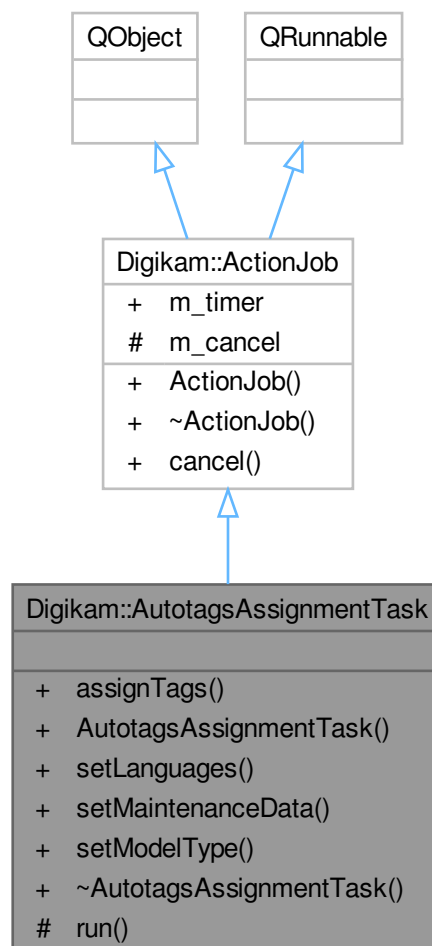 QObject
QRunnable
Digikam::ActionJob
+ m_timer
# m_cancel
+ ActionJob()
+ ~ActionJob()
+ cancel()
Digikam::AutotagsAssignmentTask
+ assignTags()
+ AutotagsAssignmentTask()
+ setLanguages()
+ setMaintenanceData()
+ setModelType()
+ ~AutotagsAssignmentTask()
# run()